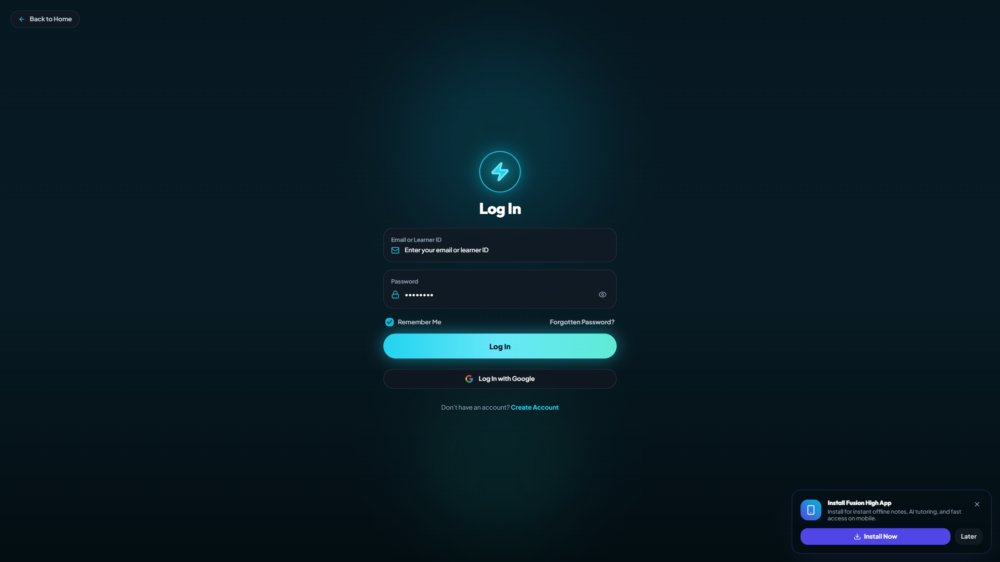 Back to Home
Log In
Email or Learner ID
Enter your email or learner ID
Password
••••••••
Remember Me
Forgotten Password?
Log In
Log In with Google
Don't have an account? Create Account
Install Fusion High App
Install for instant offline notes, AI tutoring, and fast
access on mobile.
Install Now
Later